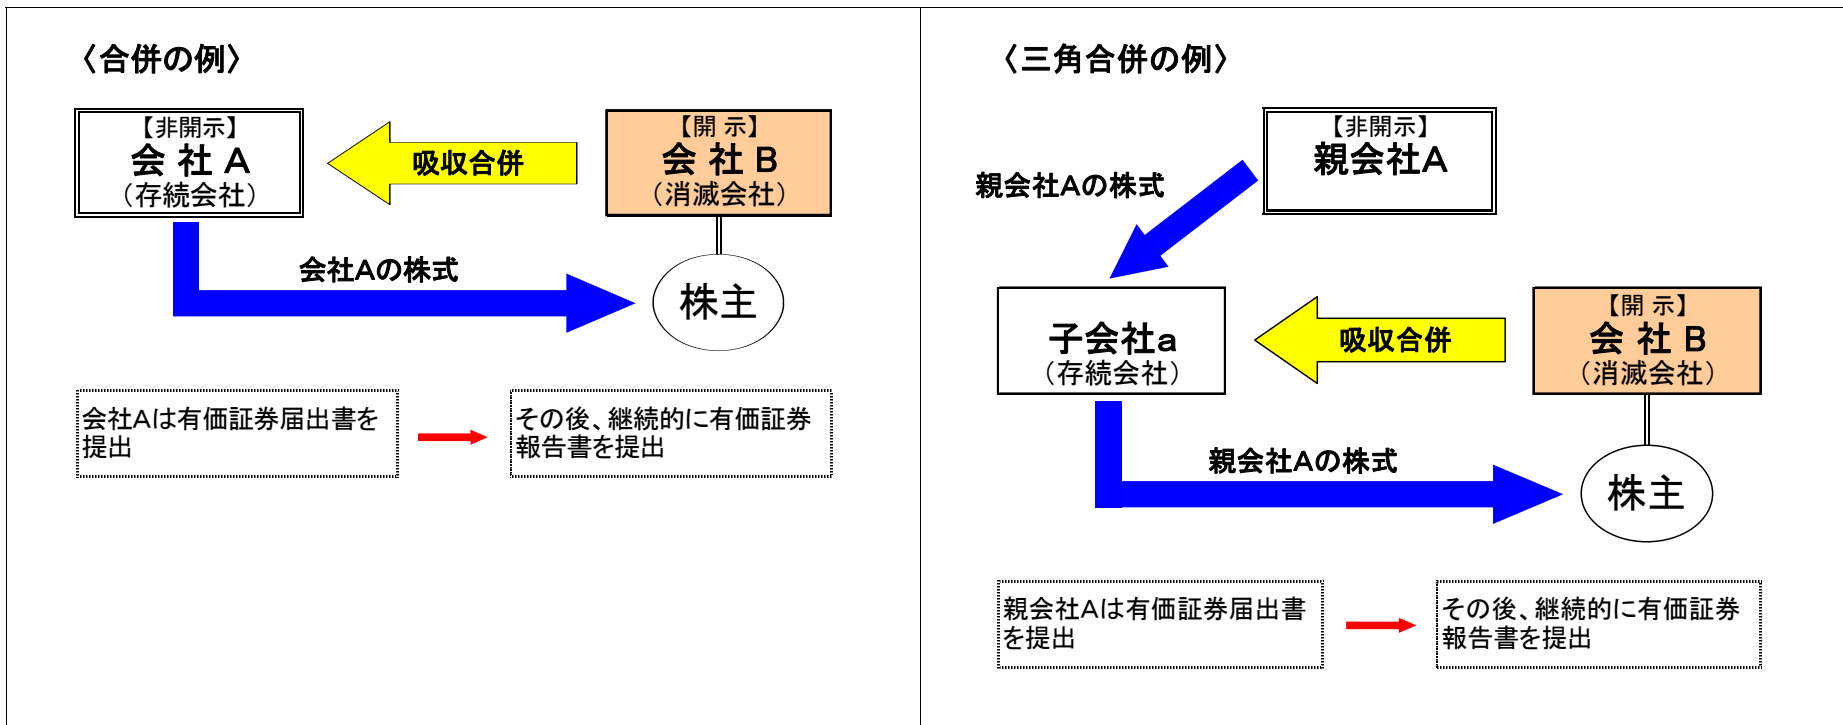 〈合併の例〉
【非開示】
会 社 A
（存続会社）
吸収合併
【開 示】
会 社 B
（消滅会社）
会社Aの株式
株主
会社Aは有価証券届出書を
提出
その後、継続的に有価証券
報告書を提出
〈三角合併の例〉
【非開示】
親会社A
親会社Aの株式
子会社a
（存続会社）
吸収合併
【開 示】
会 社 B
（消滅会社）
親会社Aの株式
株主
親会社Aは有価証券届出書
を提出
その後、継続的に有価証券
報告書を提出